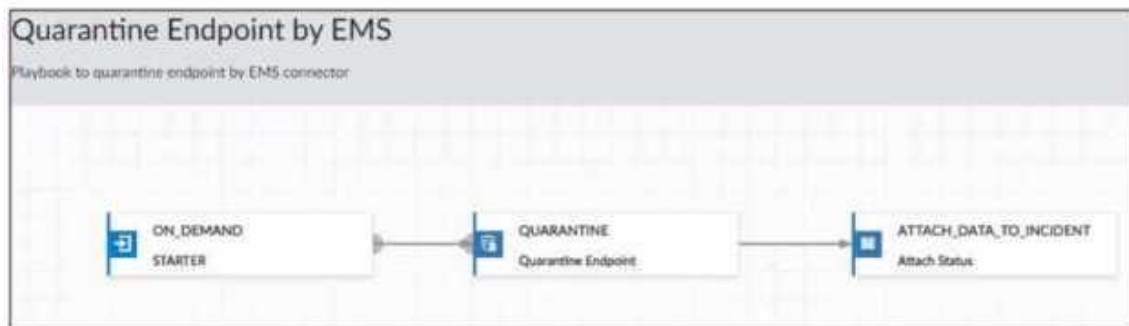 Quarantine Endpoint by EMS
Playbook to quarantine endpoint by EMS connector
ON_DEMAND
STARTER
QUARANTINE
Quarantine Endpoint
ATTACH_DATA_TO_INCIDENT
Attach Status